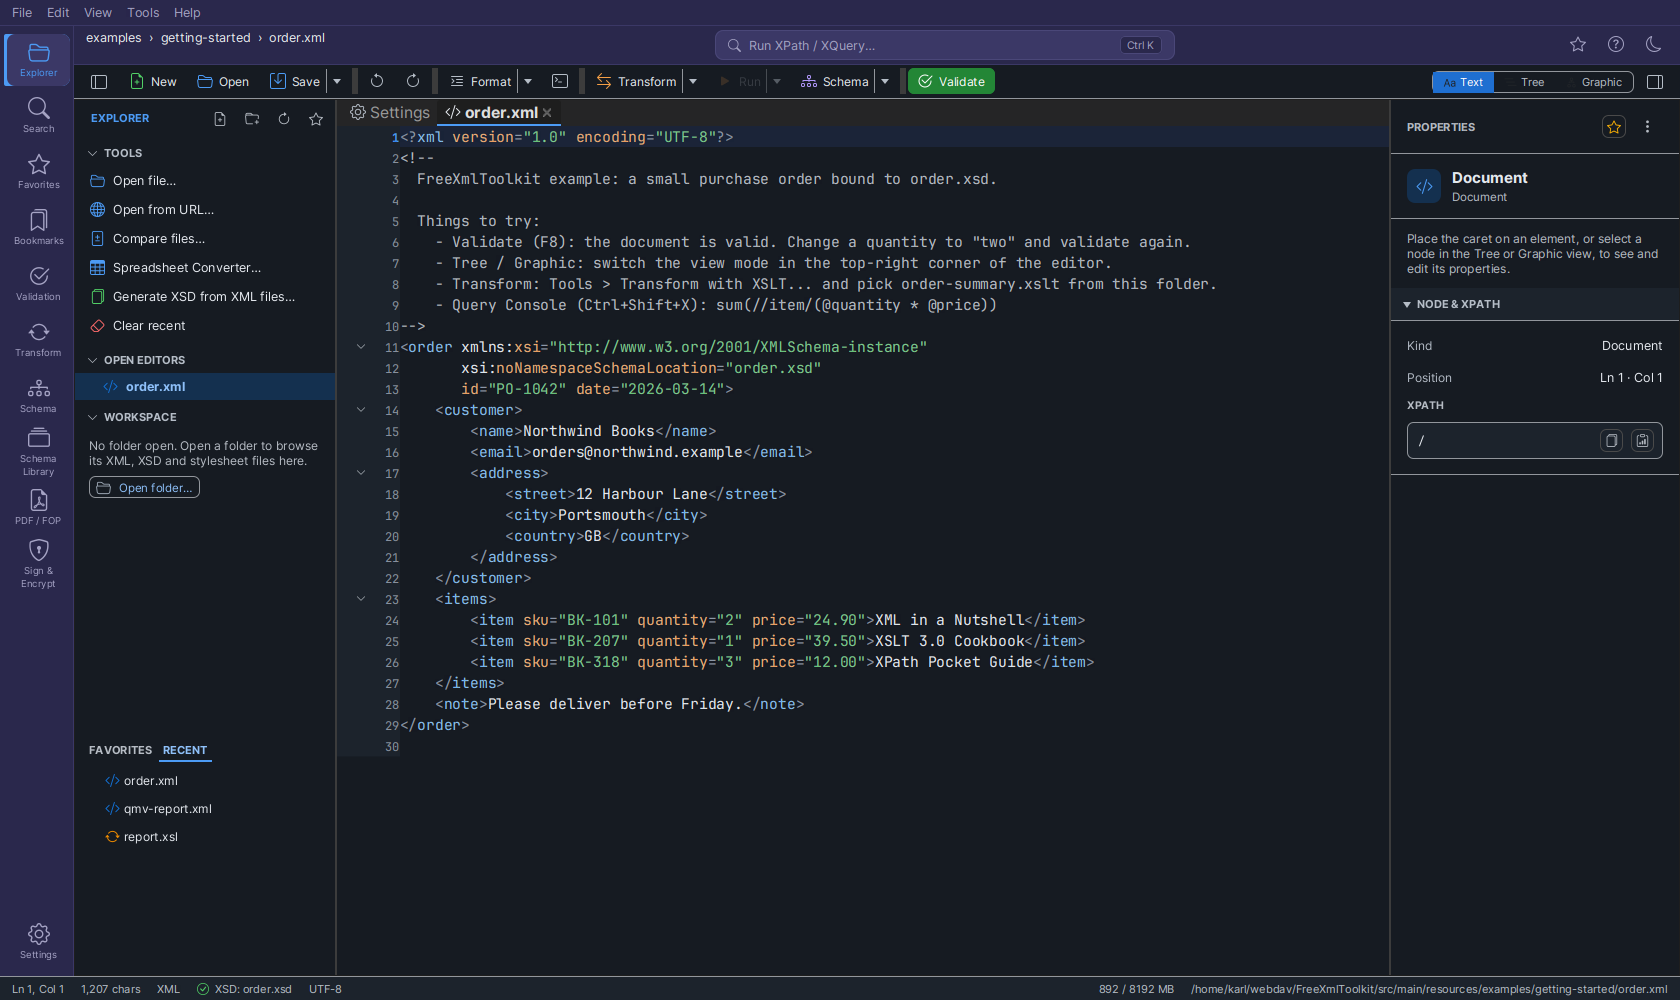 File Edit View Tools Help
examples › getting-started › order.xml
Run XPath / XQuery... Ctrl K
New Open Save Format Transform Run Schema Validate
Aa Text Tree Graphic
Explorer
Search
Favorites
Bookmarks
Validation
Transform
Schema
Schema
Library
PDF / FOP
Sign &
Encrypt
Settings
EXPLORER
TOOLS
Open file...
Open from URL...
Compare files...
Spreadsheet Converter...
Generate XSD from XML files...
Clear recent
OPEN EDITORS
</> order.xml
WORKSPACE
No folder open. Open a folder to browse
its XML, XSD and stylesheet files here.
Open folder...
FAVORITES RECENT
</> order.xml
</> qmv-report.xml
report.xsl
Settings </> order.xml
1<?xml version="1.0" encoding="UTF-8"?>
2<!--
3  FreeXmlToolkit example: a small purchase order bound to order.xsd.
4
5  Things to try:
6    - Validate (F8): the document is valid. Change a quantity to "two" and validate again.
7    - Tree / Graphic: switch the view mode in the top-right corner of the editor.
8    - Transform: Tools > Transform with XSLT... and pick order-summary.xslt from this folder.
9    - Query Console (Ctrl+Shift+X): sum(//item/(@quantity * @price))
10-->
11<order xmlns:xsi="http://www.w3.org/2001/XMLSchema-instance"
12       xsi:noNamespaceSchemaLocation="order.xsd"
13       id="PO-1042" date="2026-03-14">
14    <customer>
15        <name>Northwind Books</name>
16        <email>orders@northwind.example</email>
17        <address>
18            <street>12 Harbour Lane</street>
19            <city>Portsmouth</city>
20            <country>GB</country>
21        </address>
22    </customer>
23    <items>
24        <item sku="BK-101" quantity="2" price="24.90">XML in a Nutshell</item>
25        <item sku="BK-207" quantity="1" price="39.50">XSLT 3.0 Cookbook</item>
26        <item sku="BK-318" quantity="3" price="12.00">XPath Pocket Guide</item>
27    </items>
28    <note>Please deliver before Friday.</note>
29</order>
30
PROPERTIES
</> Document
Document
Place the caret on an element, or select a
node in the Tree or Graphic view, to see and
edit its properties.
NODE & XPATH
Kind Document
Position Ln 1 · Col 1
XPATH
/
Ln 1, Col 1 1,207 chars XML XSD: order.xsd UTF-8
892 / 8192 MB /home/karl/webdav/FreeXmlToolkit/src/main/resources/examples/getting-started/order.xml